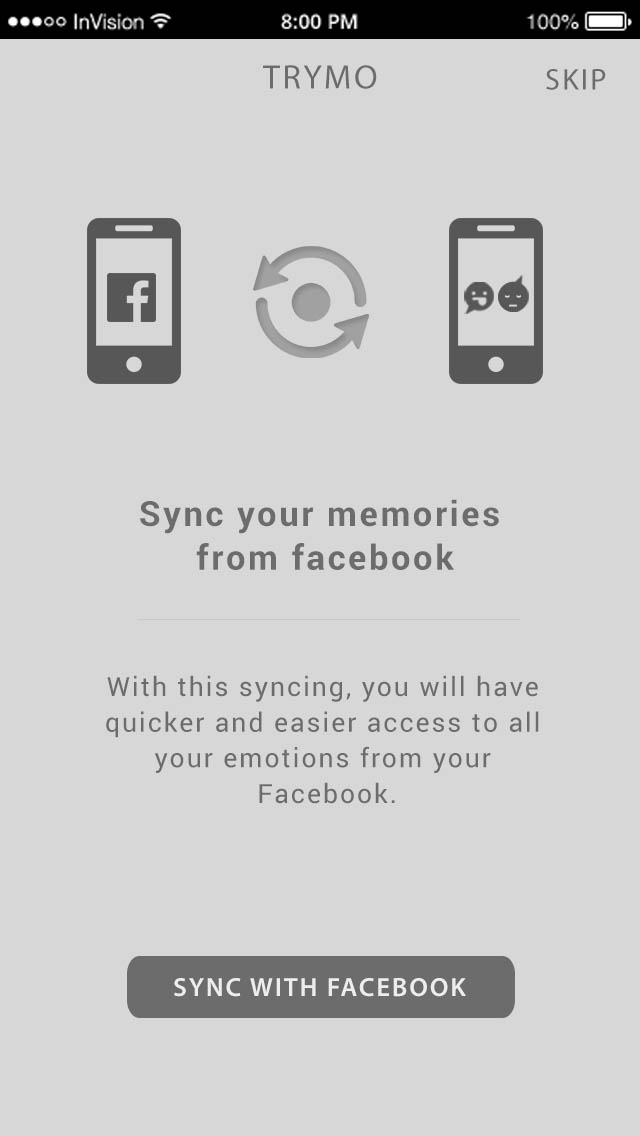 InVision 8:00 PM 100%
TRYMO SKIP
f
Sync your memories
from facebook
With this syncing, you will have
quicker and easier access to all
your emotions from your
Facebook.
SYNC WITH FACEBOOK